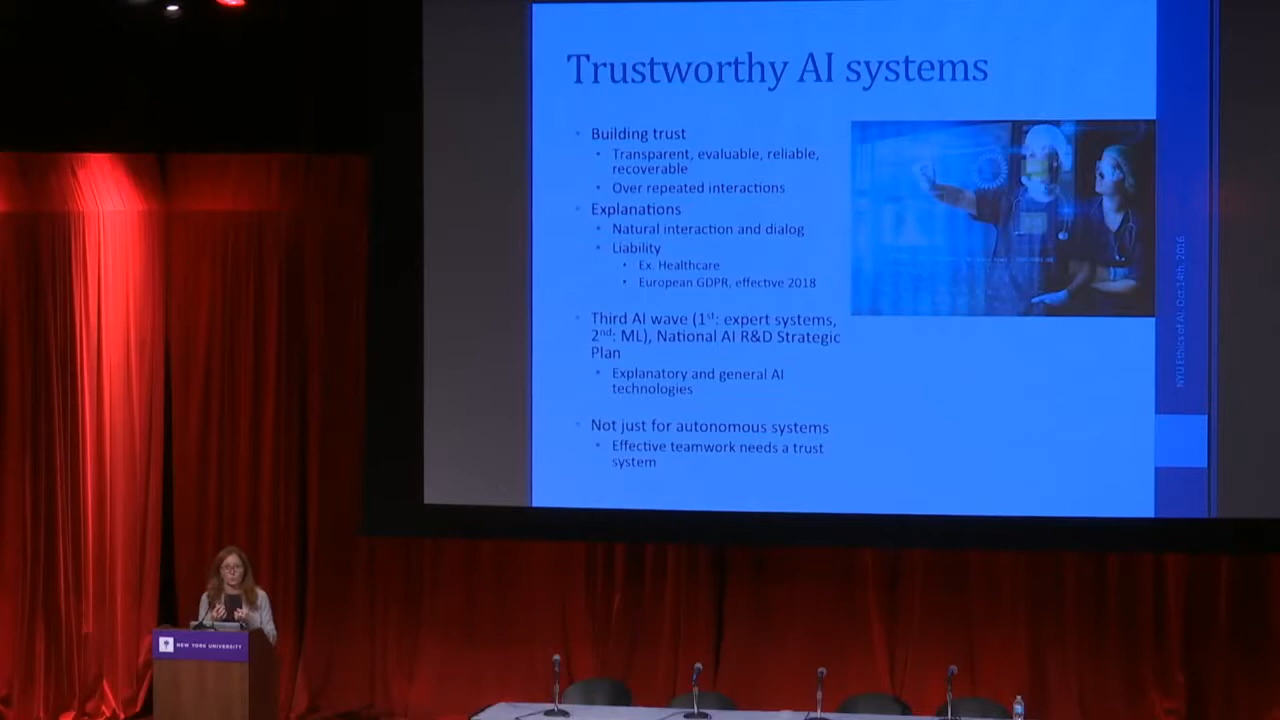 Trustworthy AI systems
Building trust
Transparent, evaluable, reliable,
recoverable
Over repeated interactions
Explanations
Natural interaction and dialog
Liability
Ex. Healthcare
European GDPR, effective 2018
Third AI wave (1st: expert systems,
2nd: ML), National AI R&D Strategic
Plan
Explanatory and general AI
technologies
Not just for autonomous systems
Effective teamwork needs a trust
system
NYU Ethics of AI, Oct 14th, 2016
NEW YORK UNIVERSITY